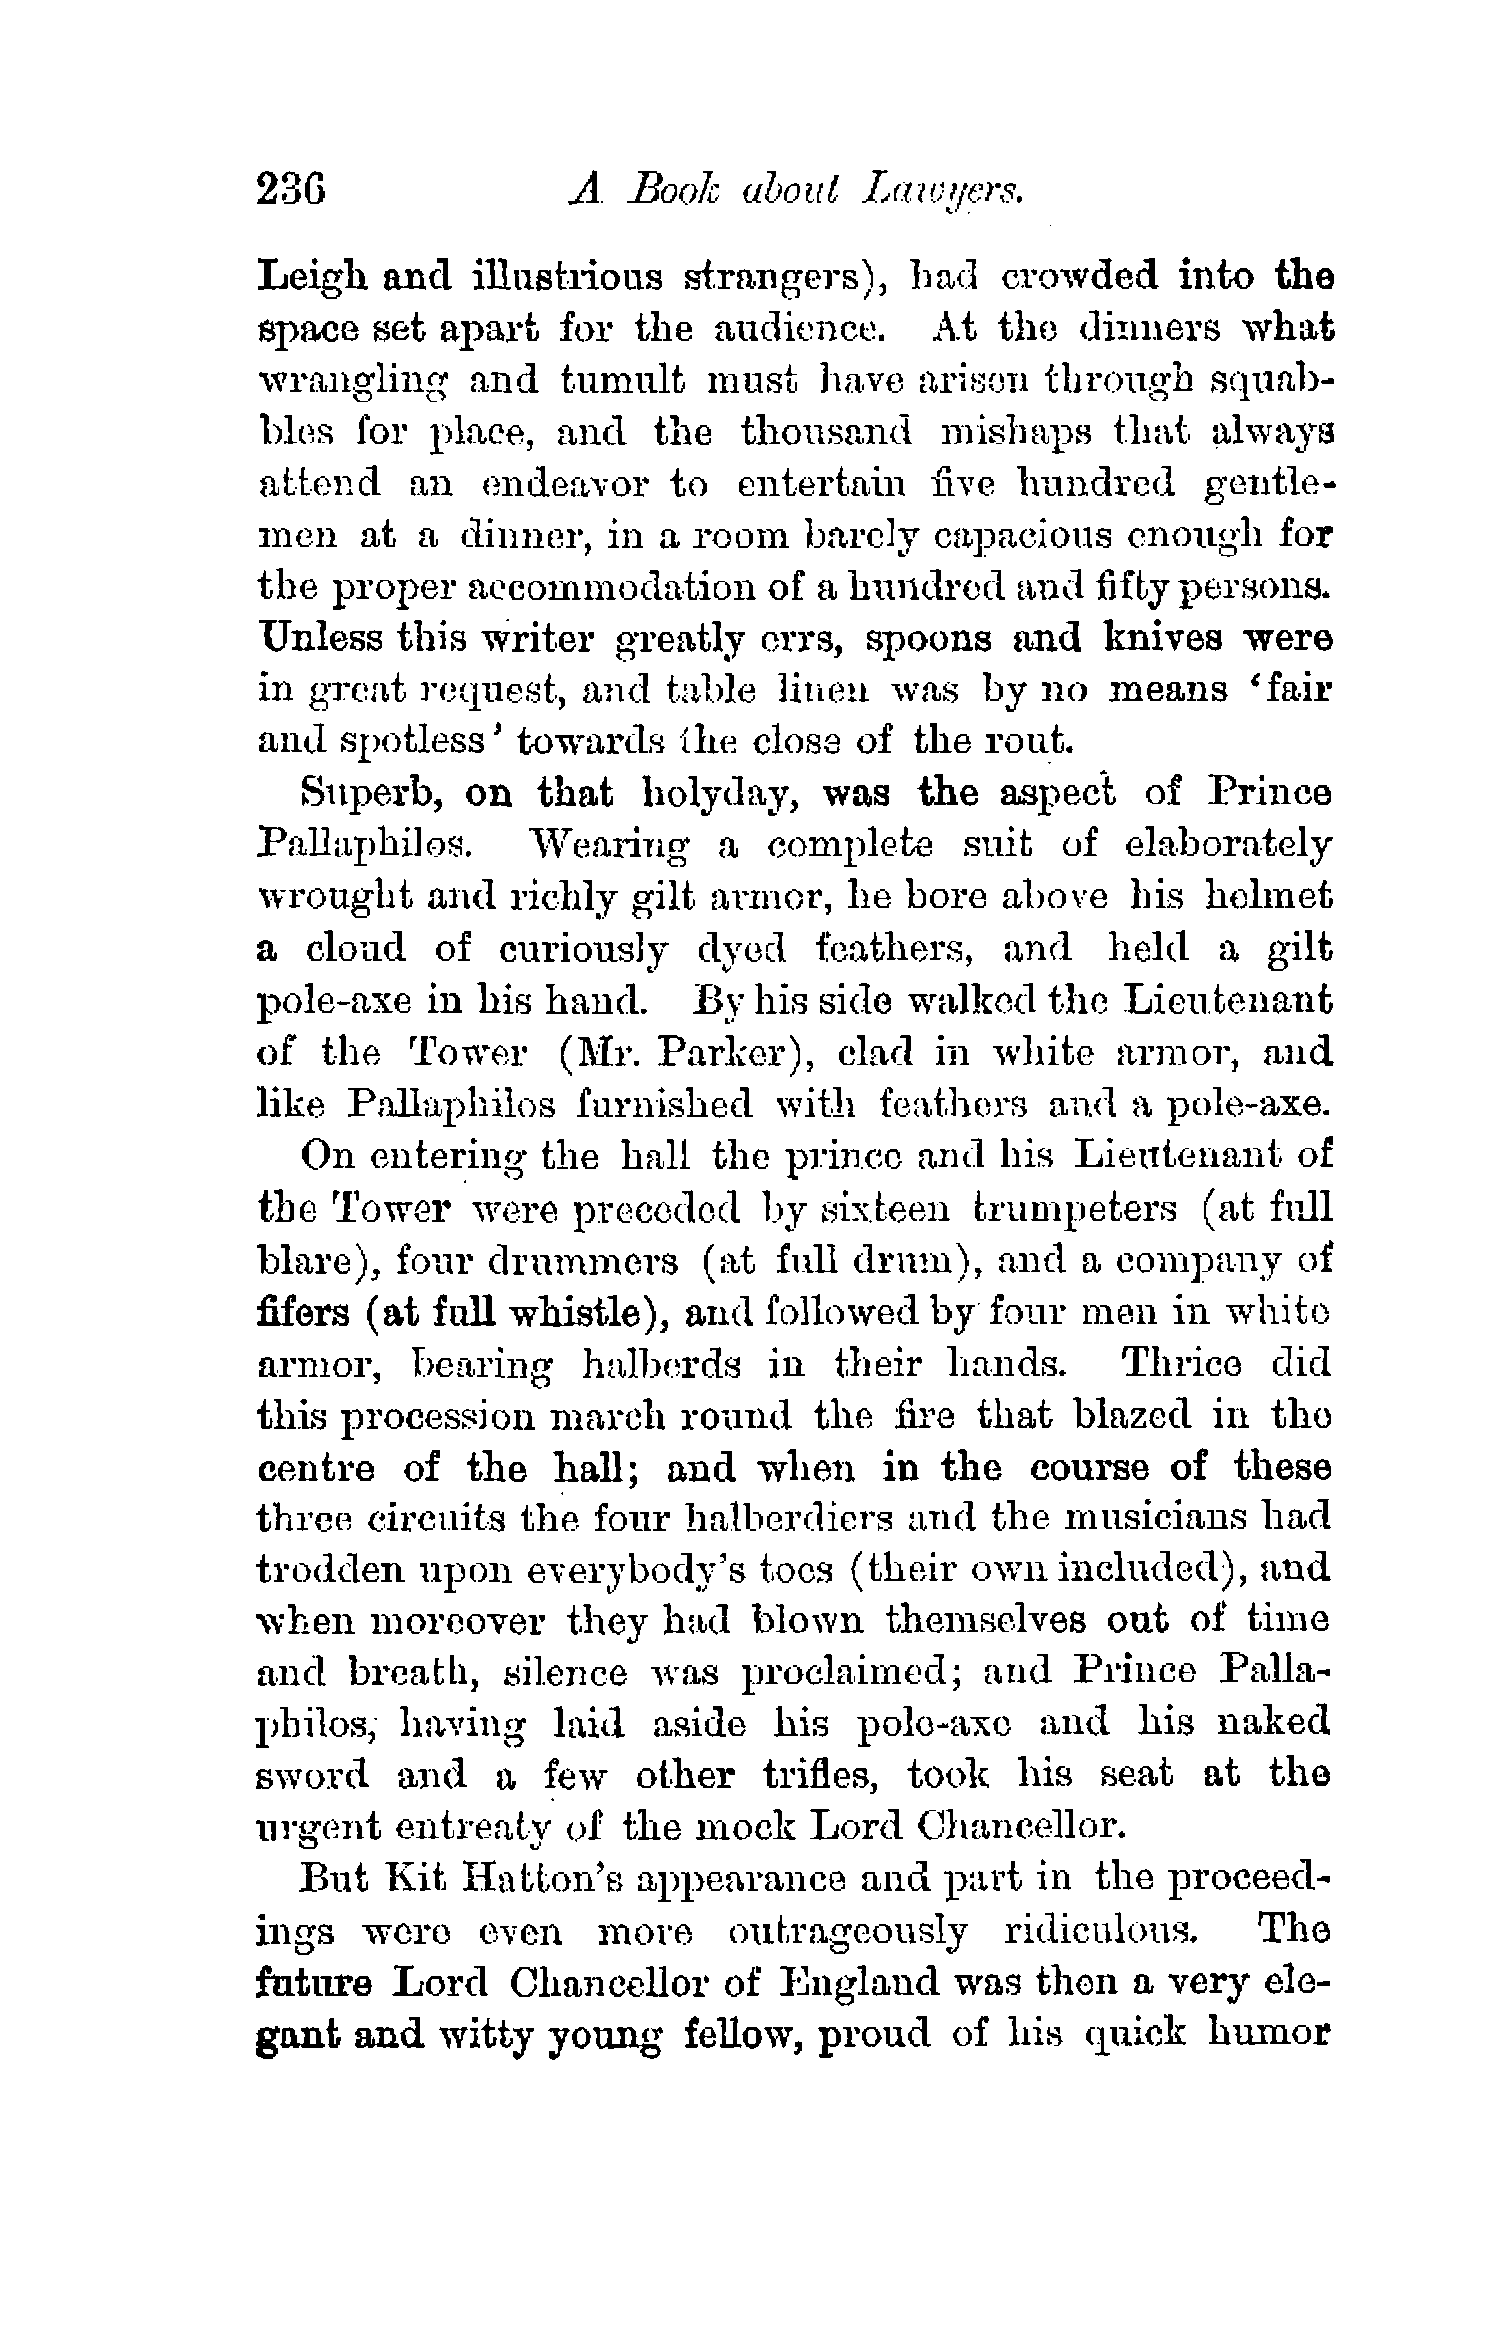 236 A Book about Lawyers.
Leigh and illustrious strangers), had crowded into the
space set apart for the audience. At the dinners what
wrangling and tumult must have arisen through squab-
bles for place, and the thousand mishaps that always
attend an endeavor to entertain five hundred gentle-
men at a dinner, in a room barely capacious enough for
the proper accommodation of a hundred and fifty persons.
Unless this writer greatly errs, spoons and knives were
in great request, and table linen was by no means ‘fair
and spotless’ towards the close of the rout.
Superb, on that holyday, was the aspect of Prince
Pallaphilos. Wearing a complete suit of elaborately
wrought and richly gilt armor, he bore above his helmet
a cloud of curiously dyed feathers, and held a gilt
pole-axe in his hand. By his side walked the Lieutenant
of the Tower (Mr. Parker), clad in white armor, and
like Pallaphilos furnished with feathers and a pole-axe.
On entering the hall the prince and his Lieutenant of
the Tower were preceded by sixteen trumpeters (at full
blare), four drummers (at full drum), and a company of
fifers (at full whistle), and followed by four men in white
armor, bearing halberds in their hands. Thrice did
this procession march round the fire that blazed in the
centre of the hall; and when in the course of these
three circuits the four halberdiers and the musicians had
trodden upon everybody's toes (their own included), and
when moreover they had blown themselves out of time
and breath, silence was proclaimed; and Prince Palla-
philos, having laid aside his pole-axe and his naked
sword and a few other trifles, took his seat at the
urgent entreaty of the mock Lord Chancellor.
But Kit Hatton's appearance and part in the proceed-
ings were even more outrageously ridiculous. The
future Lord Chancellor of England was then a very ele-
gant and witty young fellow, proud of his quick humor